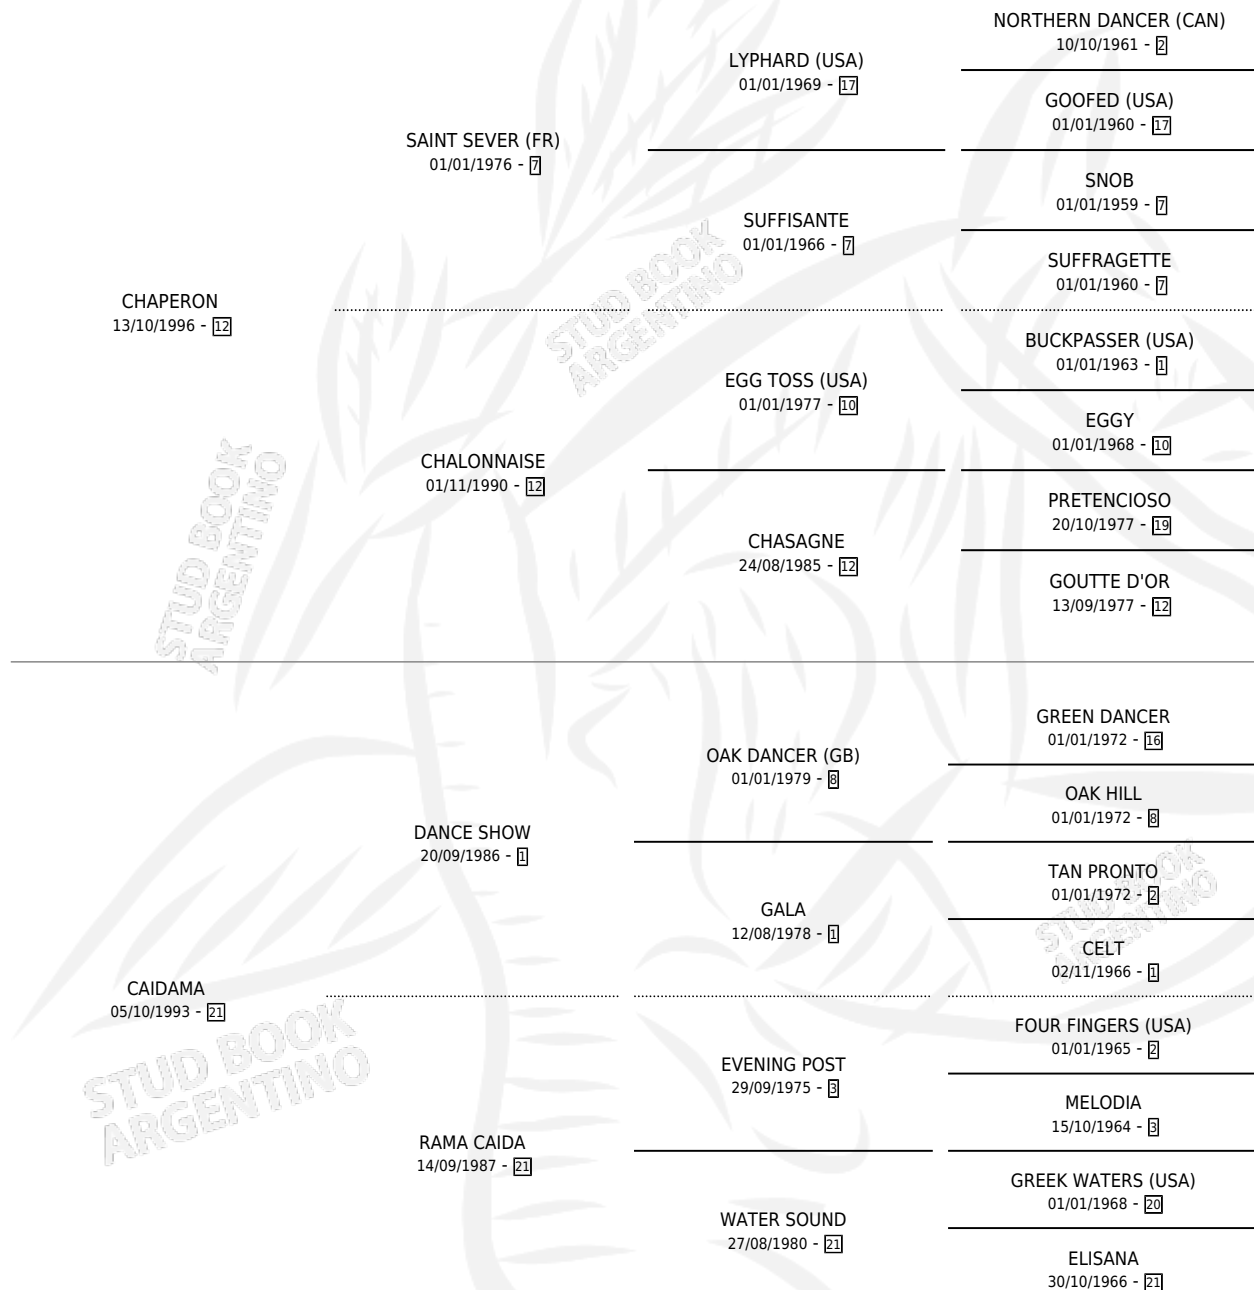 NORTHERN DANCER (CAN)
10/10/1961 - 2
LYPHARD (USA)
01/01/1969 - 17
GOOFED (USA)
01/01/1960 - 17
SAINT SEVER (FR)
01/01/1976 - 7
SNOB
01/01/1959 - 7
SUFFISANTE
01/01/1966 - 7
SUFFRAGETTE
01/01/1960 - 7
CHAPERON
13/10/1996 - 12
STUD BOOK
ARGENTINO
BUCKPASSER (USA)
01/01/1963 - 1
EGG TOSS (USA)
01/01/1977 - 10
EGGY
01/01/1968 - 10
CHALONNAISE
01/11/1990 - 12
PRETENCIOSO
20/10/1977 - 19
CHASAGNE
24/08/1985 - 12
GOUTTE D'OR
13/09/1977 - 12
STUD BOOK
ARGENTINO
GREEN DANCER
01/01/1972 - 16
OAK DANCER (GB)
01/01/1979 - 8
OAK HILL
01/01/1972 - 8
DANCE SHOW
20/09/1986 - 1
TAN PRONTO
01/01/1972 - 2
GALA
12/08/1978 - 1
CELT
02/11/1966 - 1
STUD BOOK
ARGENTINO
CAIDAMA
05/10/1993 - 21
FOUR FINGERS (USA)
01/01/1965 - 2
EVENING POST
29/09/1975 - 3
MELODIA
15/10/1964 - 3
STUD BOOK
ARGENTINO
RAMA CAIDA
14/09/1987 - 21
GREEK WATERS (USA)
01/01/1968 - 20
WATER SOUND
27/08/1980 - 21
ELISANA
30/10/1966 - 21